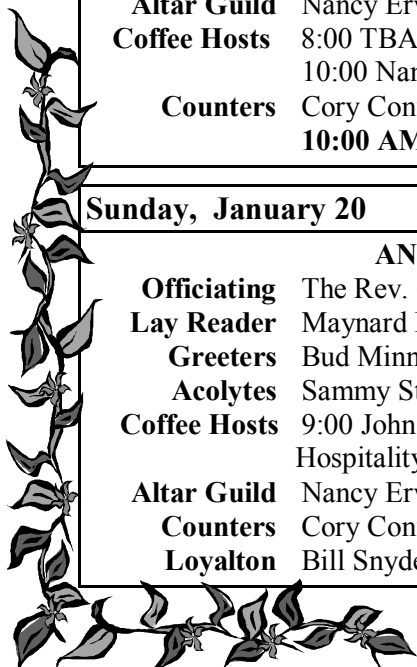 Altar Guild Nancy Erv
Coffee Hosts 8:00 TBA
10:00 Nan
Counters Cory Con
10:00 AM
Sunday, January 20
AN
Officiating The Rev.
Lay Reader Maynard
Greeters Bud Minn
Acolytes Sammy St
Coffee Hosts 9:00 John
Hospitality
Altar Guild Nancy Erv
Counters Cory Con
Loyalton Bill Snyde